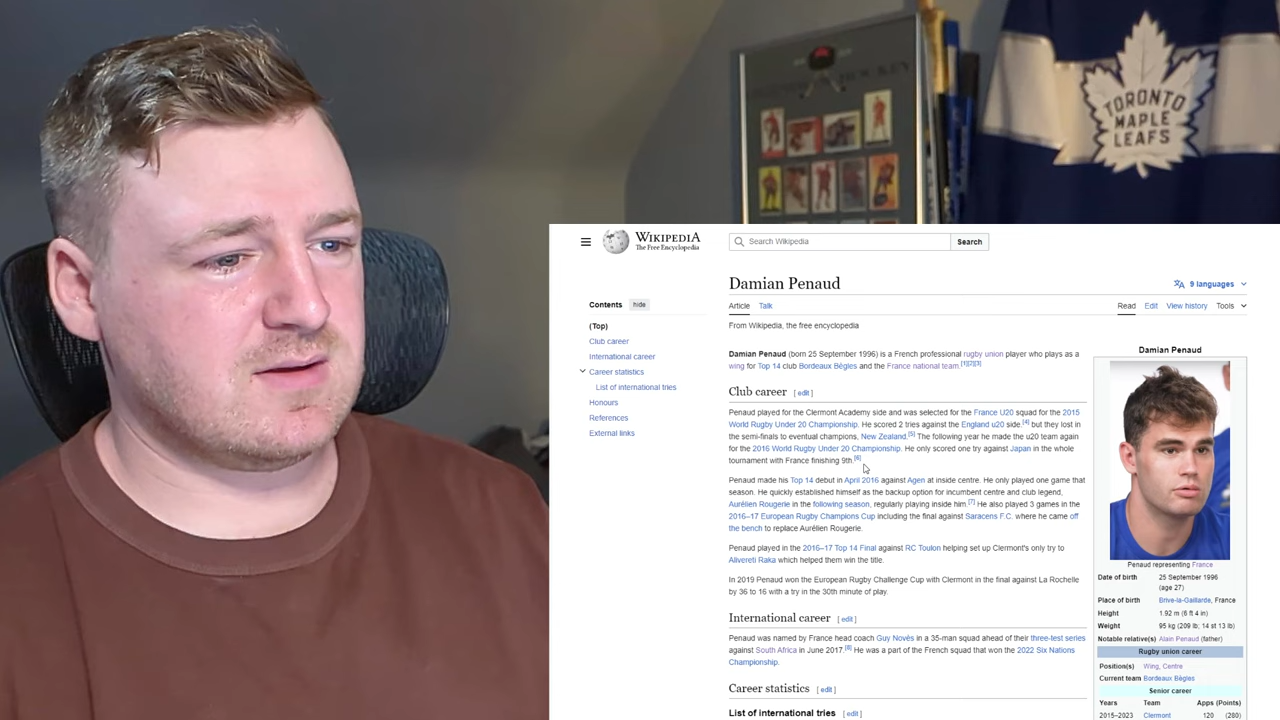 TORONTO
MAPLE
LEAFS
WIKIPEDIA
The Free Encyclopedia
Search Wikipedia
Search
Damian Penaud
9 languages
Article
Talk
Read
Edit
View history
Tools
From Wikipedia, the free encyclopedia
Contents
hide
(Top)
Club career
International career
Career statistics
List of international tries
Honours
References
External links
Damian Penaud (born 25 September 1996) is a French professional rugby union player who plays as a
wing for Top 14 club Bordeaux Bègles and the France national team.[1][2][3]
Club career [ edit ]
Penaud played for the Clermont Academy side and was selected for the France U20 squad for the 2015
World Rugby Under 20 Championship. He scored 2 tries against the England u20 side.[4] but they lost in
the semi-finals to eventual champions, New Zealand.[5] The following year he made the u20 team again
for the 2016 World Rugby Under 20 Championship. He only scored one try against Japan in the whole
tournament with France finishing 9th.[6]
Penaud made his Top 14 debut in April 2016 against Agen at inside centre. He only played one game that
season. He quickly established himself as the backup option for incumbent centre and club legend,
Aurélien Rougerie in the following season, regularly playing inside him.[7] He also played 3 games in the
2016–17 European Rugby Champions Cup including the final against Saracens F.C. where he came off
the bench to replace Aurélien Rougerie.
Penaud played in the 2016–17 Top 14 Final against RC Toulon helping set up Clermont's only try to
Alivereti Raka which helped them win the title.
In 2019 Penaud won the European Rugby Challenge Cup with Clermont in the final against La Rochelle
by 36 to 16 with a try in the 30th minute of play.
International career [ edit ]
Penaud was named by France head coach Guy Novès in a 35-man squad ahead of their three-test series
against South Africa in June 2017.[8] He was a part of the French squad that won the 2022 Six Nations
Championship.
Career statistics [ edit ]
List of international tries [ edit ]
Damian Penaud
Penaud representing France
Date of birth 25 September 1996
(age 27)
Place of birth Brive-la-Gaillarde, France
Height 1.92 m (6 ft 4 in)
Weight 95 kg (209 lb; 14 st 13 lb)
Notable relative(s) Alain Penaud (father)
Rugby union career
Position(s) Wing, Centre
Current team Bordeaux Bègles
Senior career
Years Team Apps (Points)
2015–2023 Clermont 120 (280)